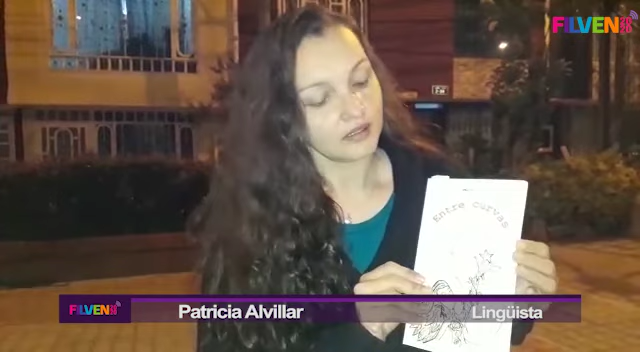 FILVEN
Entre curvas
FILVEN
Patricia Alvillar
Lingüista